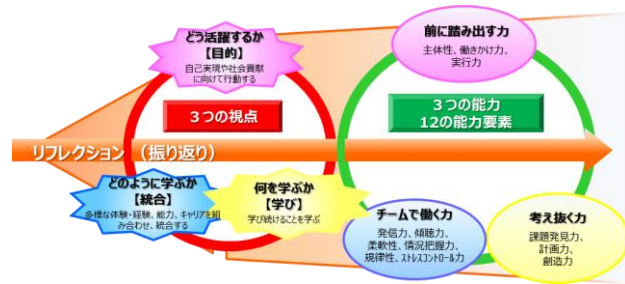 どう活躍するか
【目的】
自己実現や社会貢献
に向けて行動する
3つの視点
リフレクション （振り返り）
どのように学ぶか
【統合】
多様な体験・経験、能力、キャリアを組
み合わせ、統合する
何を学ぶか
【学び】
学び続けることを学ぶ
前に踏み出す力
主体性、働きかけ力、
実行力
3つの能力
12の能力要素
チームで働く力
発信力、傾聴力、
柔軟性、情況把握力、
規律性、ストレスコントロール力
考え抜く力
課題発見力、
計画力、
創造力